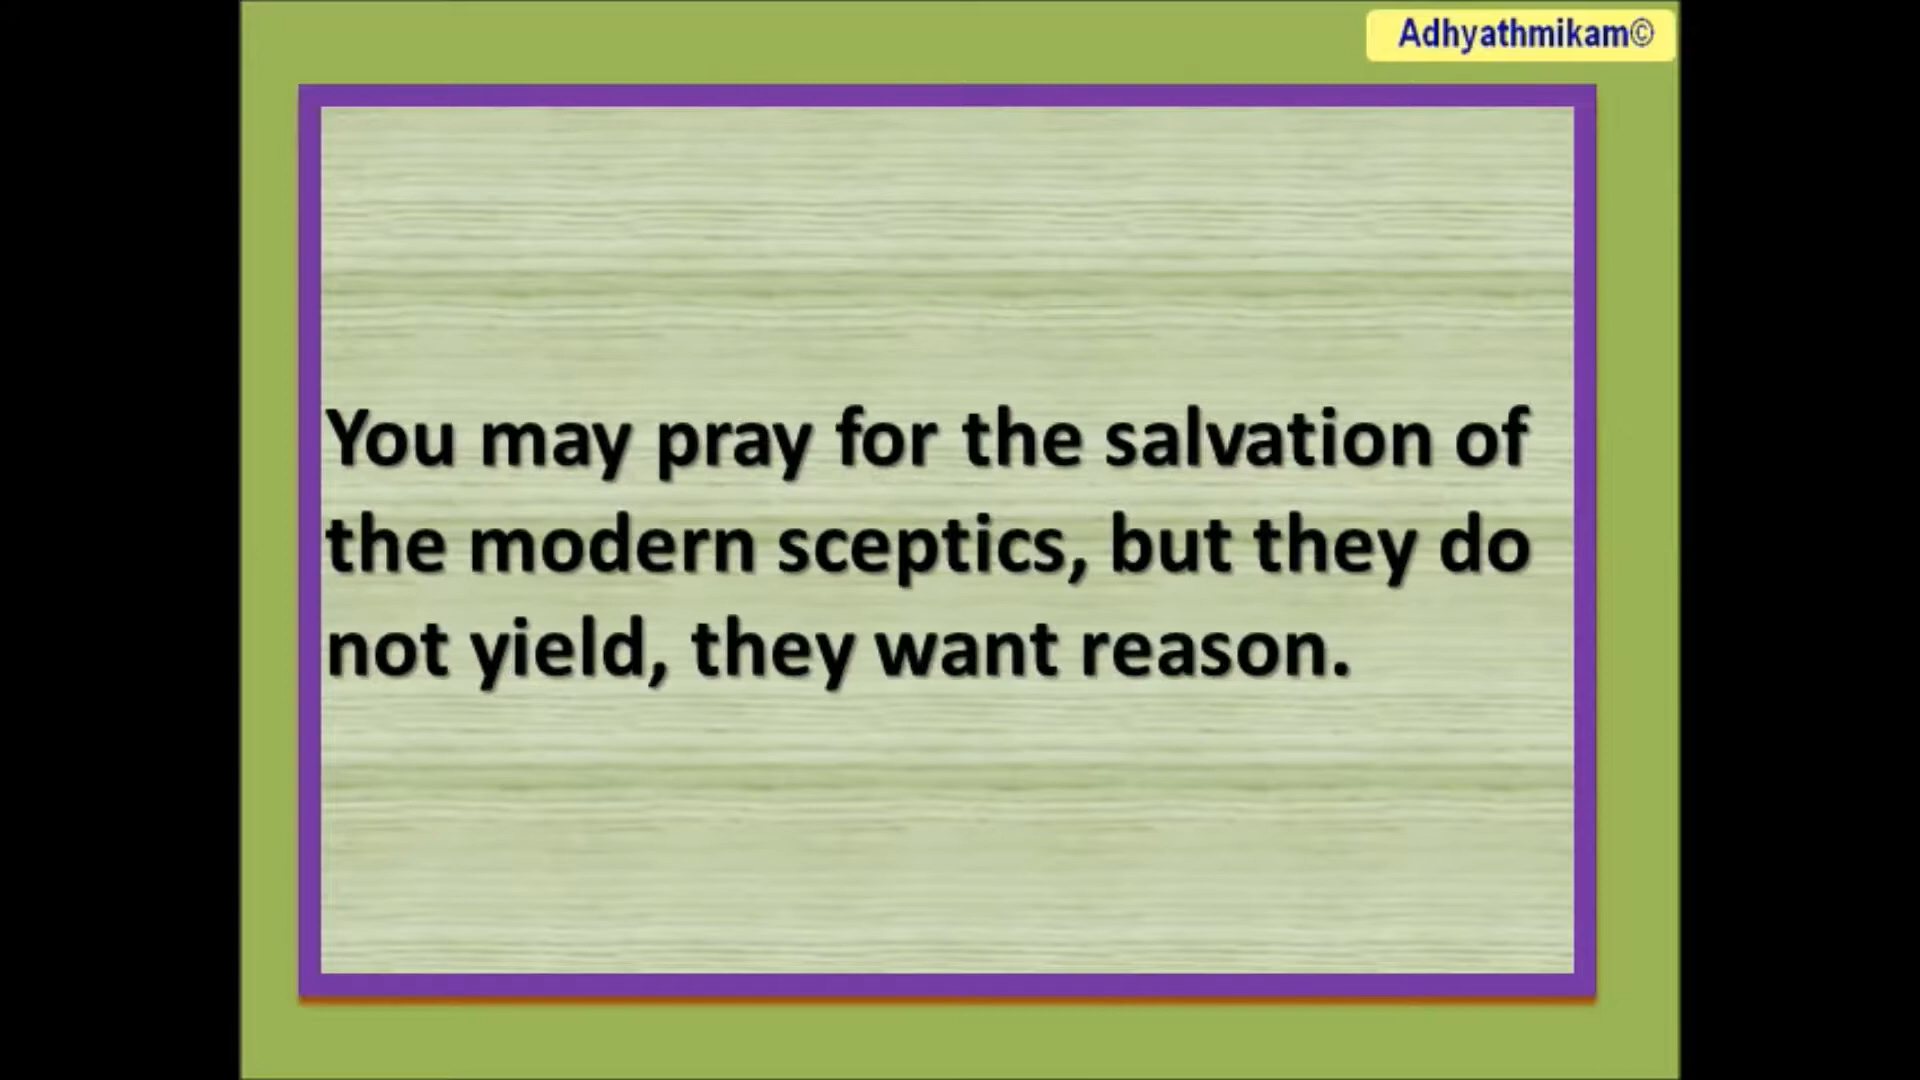 Adhyathmikam©
You may pray for the salvation of
the modern sceptics, but they do
not yield, they want reason.